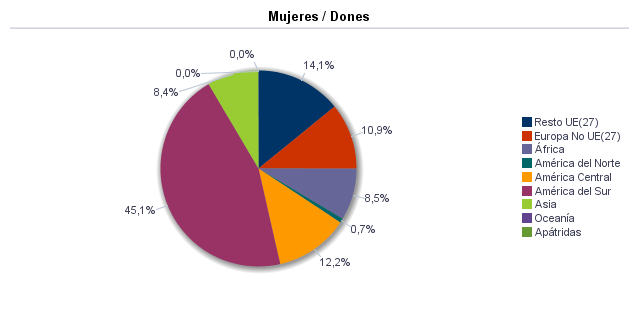 Mujeres / Dones
0,0%
14,1%
0,0%
8,4%
10,9%
45,1%
8,5%
0,7%
12,2%
Resto UE(27)
Europa No UE(27)
África
América del Norte
América Central
América del Sur
Asia
Oceanía
Apátridas